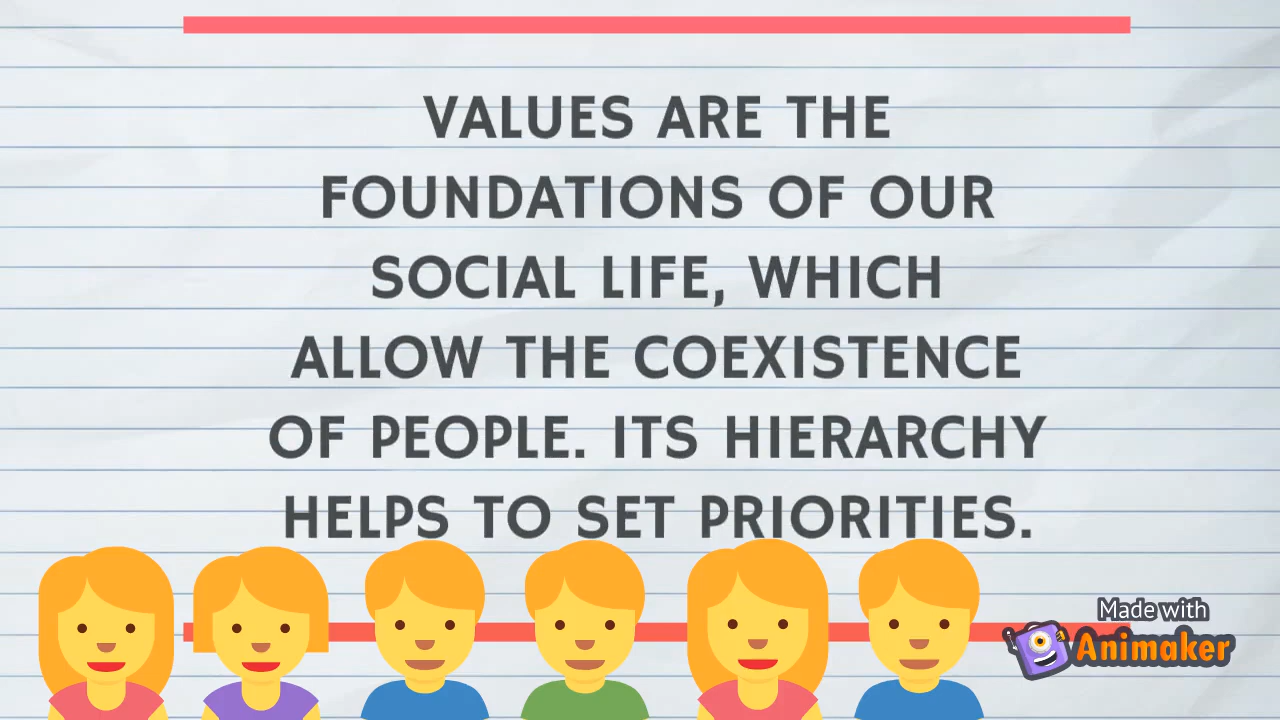 VALUES ARE THE
FOUNDATIONS OF OUR
SOCIAL LIFE, WHICH
ALLOW THE COEXISTENCE
OF PEOPLE. ITS HIERARCHY
HELPS TO SET PRIORITIES.
Made with
Animaker